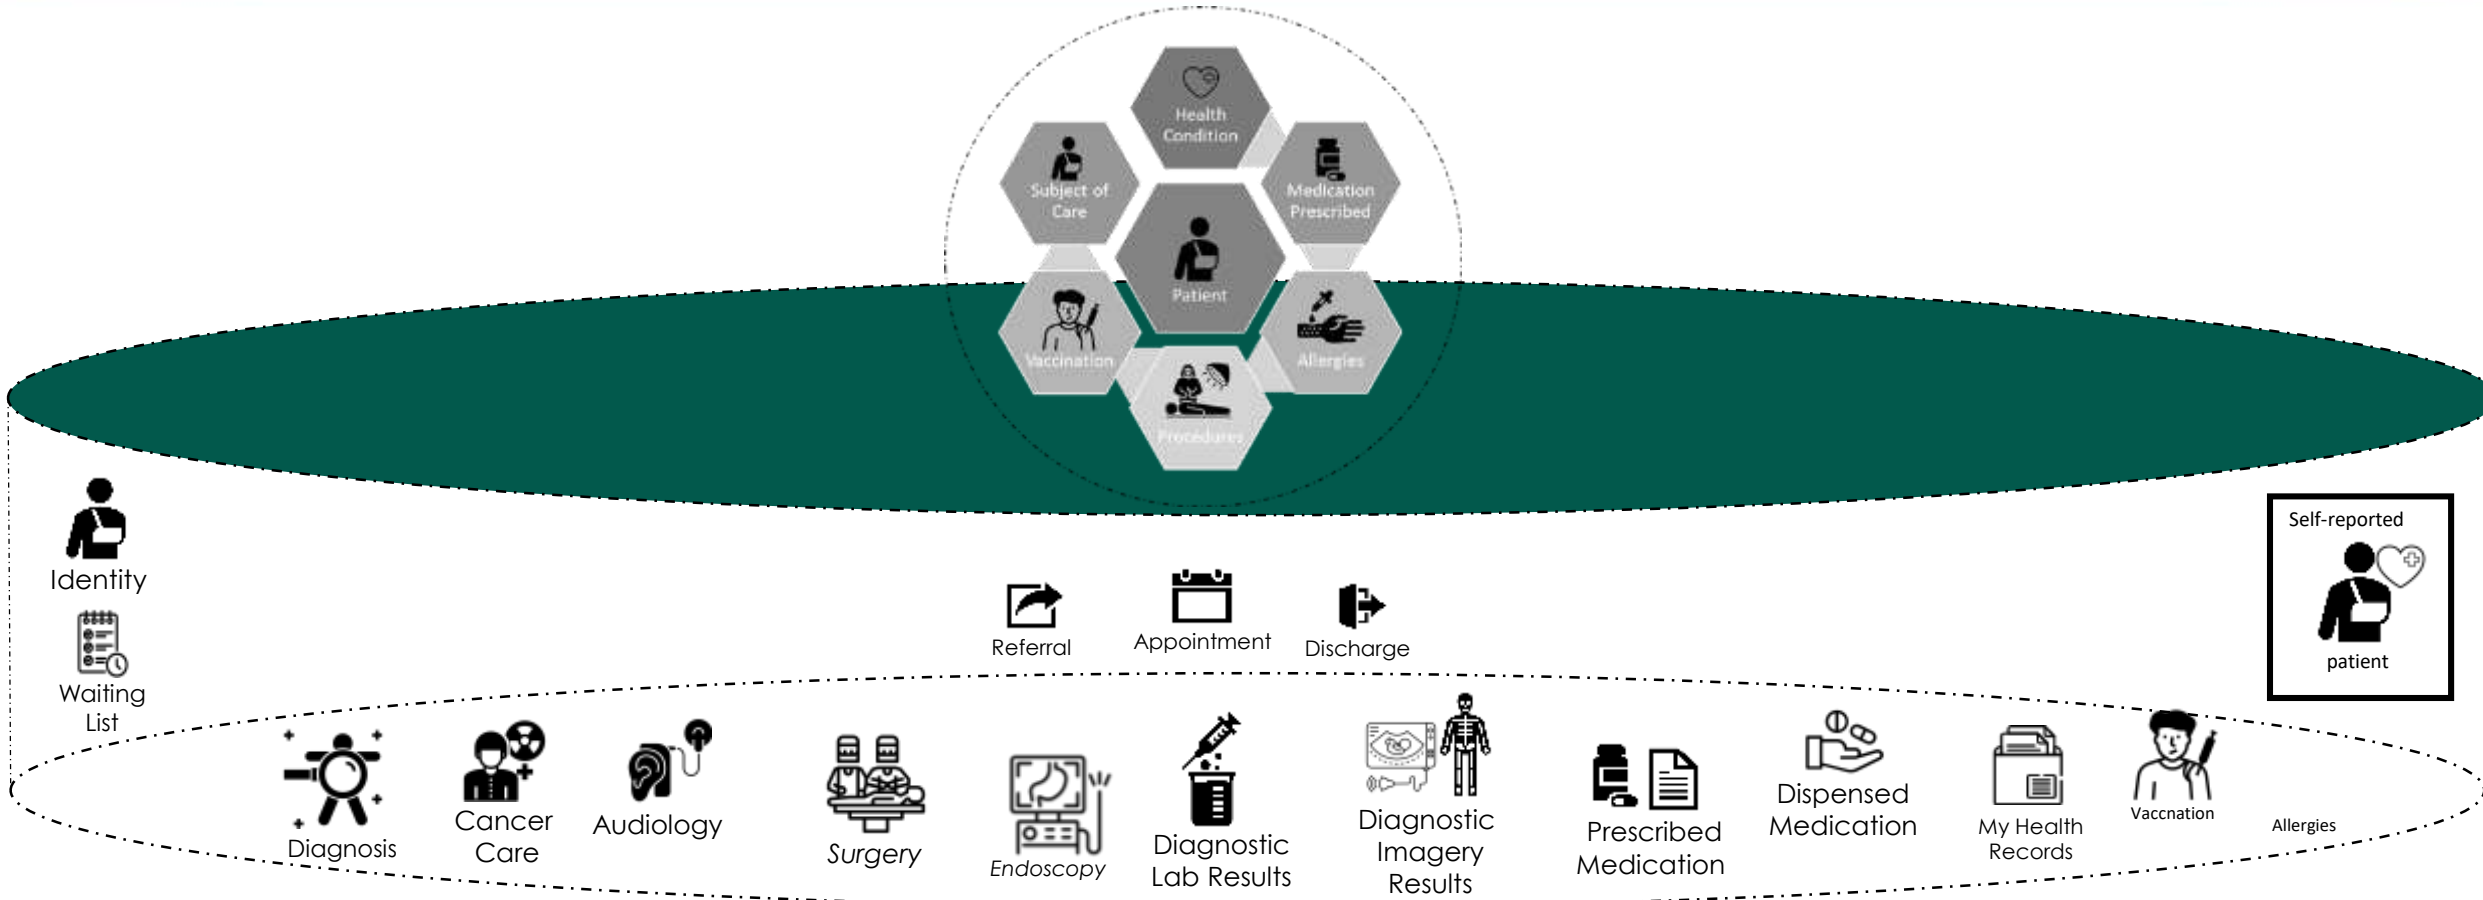 Health
Condition
Subject of
Care
Medication
Prescribed
Patient
Vaccination
Allergies
Procedures
Identity
Waiting
List
Referral
Appointment
Discharge
Self-reported
patient
Diagnosis
Cancer
Care
Audiology
Surgery
Endoscopy
Diagnostic
Lab Results
Diagnostic
Imagery
Results
Prescribed
Medication
Dispensed
Medication
My Health
Records
Vaccnation
Allergies